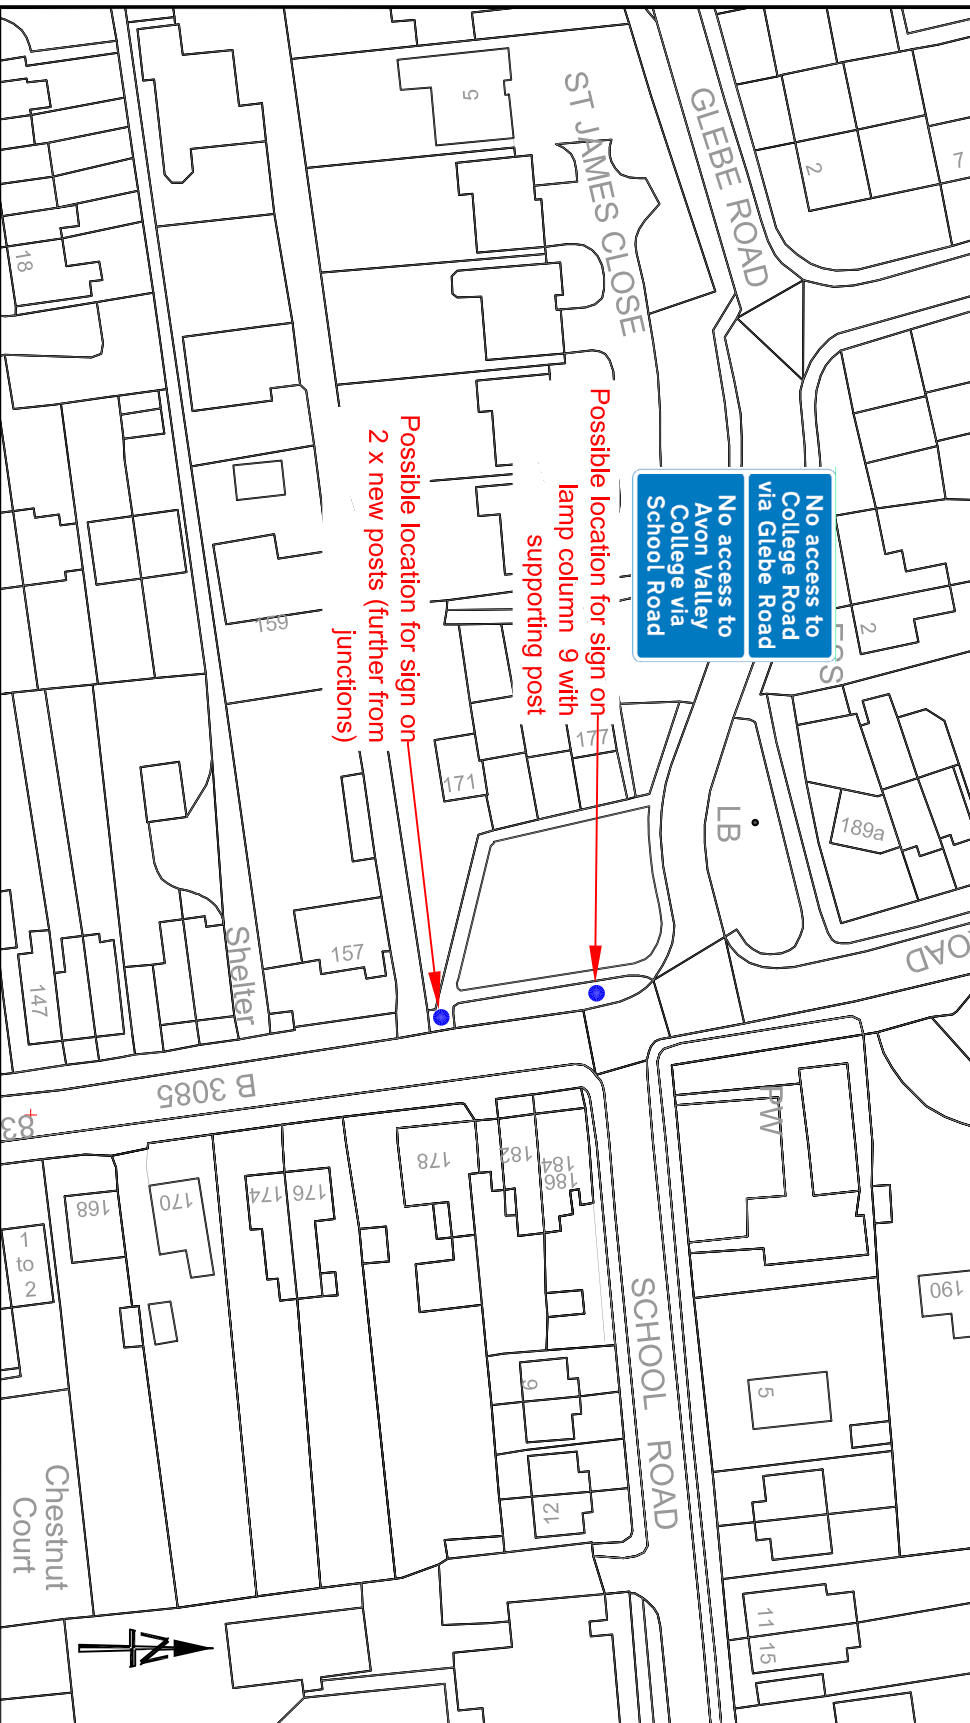 GLEBE ROAD
ST JAMES CLOSE
No access to
College Road
via Glebe Road
No access to
Avon Valley
College via
School Road
Possible location for sign on
lamp column 9 with
supporting post
Possible location for sign on
2 x new posts (further from
junctions)
5
2
7
18
2
159
177
171
LB
189a
157
Shelter
147
B 3085
PW
178
182
184
186
176
174
170
168
1
to
2
190
SCHOOL ROAD
5
9
12
11
15
Chestnut
Court
N